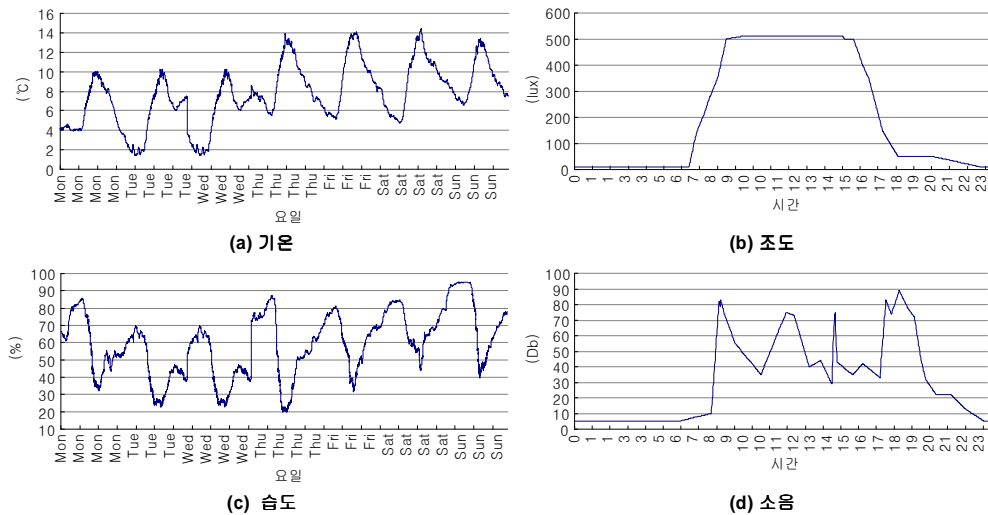 16
14
12
10
8
6
4
2
0
(℃)
Mon Mon Mon Mon Tue Tue Tue Tue Wed Wed Wed Thu Thu Thu Thu Fri Fri Fri Sat Sat Sat Sat Sun Sun Sun
요일
(a) 기온
600
500
400
300
200
100
0
(lux)
0 1 1 3 3 5 6 7 8 9 10 10 11 12 13 14 15 15 16 17 18 19 20 21 22 23
시간
(b) 조도
100
90
80
70
60
50
40
30
20
10
(%)
Mon Mon Mon Mon Tue Tue Tue Wed Wed Wed Wed Thu Thu Thu Thu Fri Fri Fri Sat Sat Sat Sun Sun Sun
요일
(c) 습도
100
90
80
70
60
50
40
30
20
10
0
(Db)
0 1 1 3 3 5 6 7 8 9 10 10 11 12 13 14 15 15 16 17 18 19 20 21 22 23
시간
(d) 소음